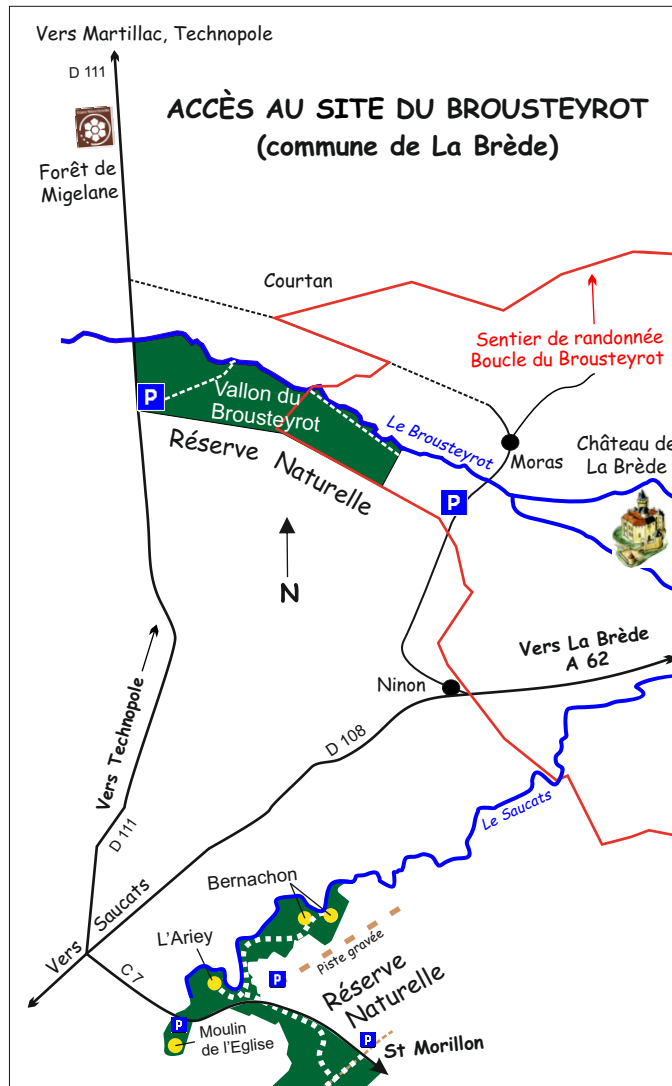 Vers Martillac, Technopole
D 111
ACCÈS AU SITE DU BROUSTEYROT
(commune de La Brède)
Forêt de
Migelane
Courtan
Sentier de randonnée
Boucle du Brousteyrot
P
Vallon du
Brousteyrot
Réserve Naturelle
Le Brousteyrot
Moras
Château de
La Brède
P
N
Vers La Brède
A 62
Ninon
Vers Technopole
D 108
D 111
Le Saucats
Bernachon
Vers Saucats
L'Ariey
Piste gravée
C 7
P
Réserve
Naturelle
P
Moulin
de l'Eglise
P
St Morillon